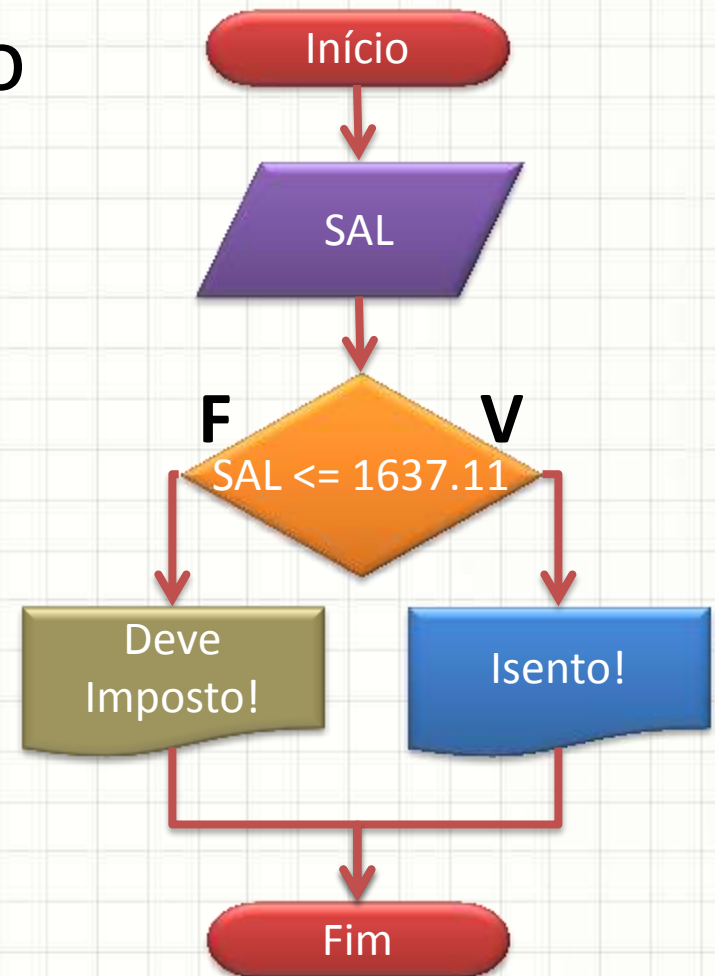 o
Início
SAL
F
V
SAL <= 1637.11
Deve
Imposto!
Isento!
Fim